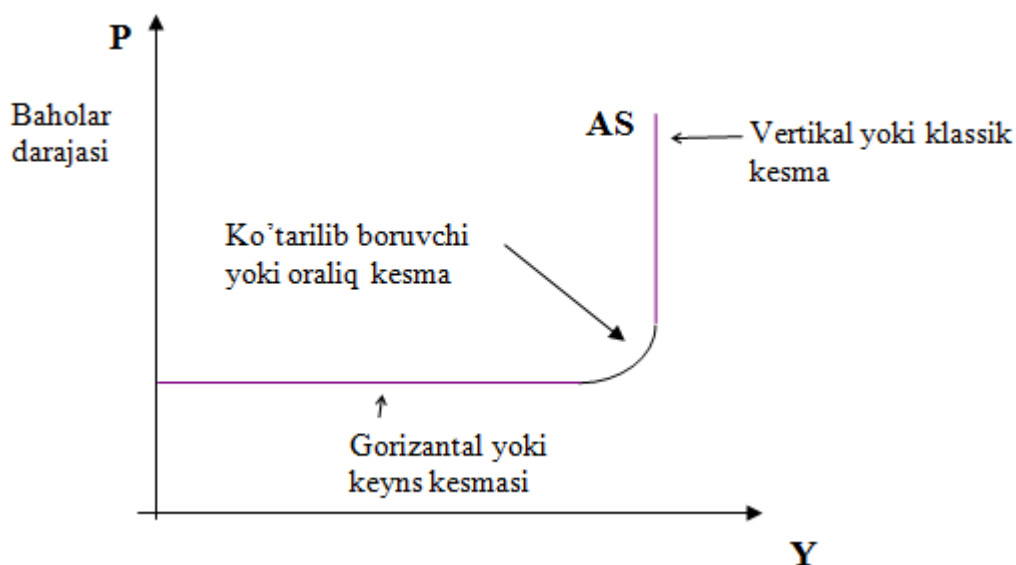 P
Baholar
darajasi
AS
Vertikal yoki klassik
kesma
Ko’tarilib boruvchi
yoki oraliq kesma
Gorizantal yoki
keyns kesmasi
Y